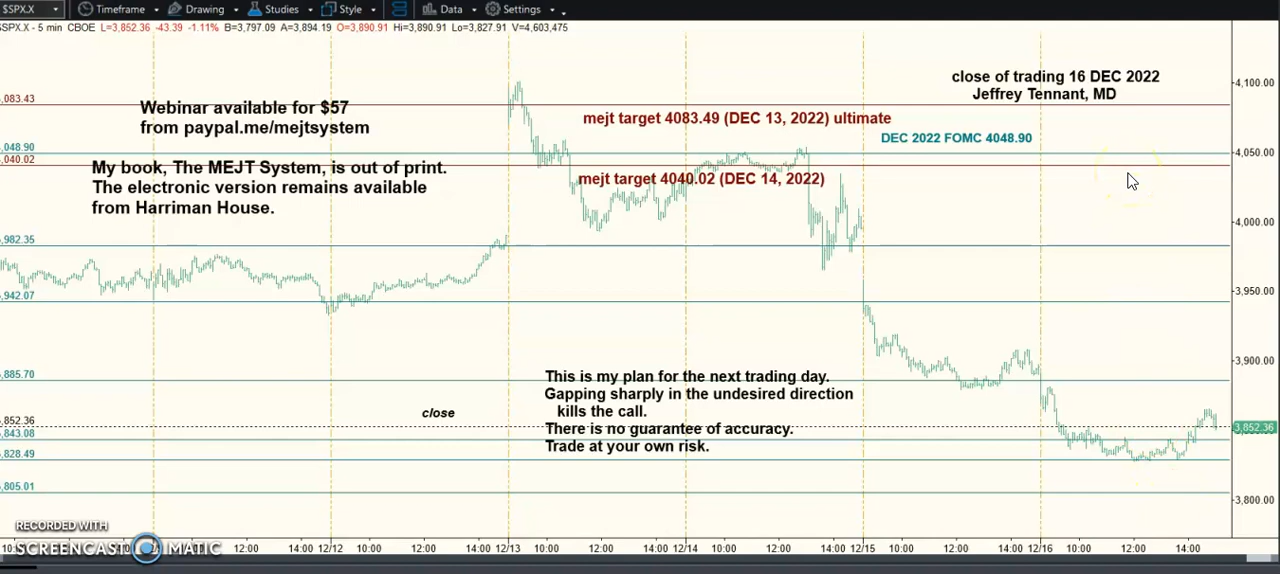 $SPX.X Timeframe Drawing Studies Style Data Settings
SPX.X - 5 min CBOE L=3,852.36 -43.39 -1.11% B=3,797.09 A=3,894.19 O=3,890.91 Hi=3,890.91 Lo=3,827.91 V=4,603,475
close of trading 16 DEC 2022
Jeffrey Tennant, MD
4,100.00
,083.43
Webinar available for $57
from paypal.me/mejtsystem
mejt target 4083.49 (DEC 13, 2022) ultimate
DEC 2022 FOMC 4048.90
,048.90
4,050.00
,040.02
My book, The MEJT System, is out of print.
The electronic version remains available
from Harriman House.
mejt target 4040.02 (DEC 14, 2022)
4,000.00
,982.35
,942.07
3,950.00
3,900.00
,885.70
This is my plan for the next trading day.
Gapping sharply in the undesired direction
kills the call.
There is no guarantee of accuracy.
Trade at your own risk.
close
,852.36
3,852.36
,843.08
,828.49
,805.01
3,800.00
RECORDED WITH
SCREENCAST MATIC
12:00 14:00 12/12 10:00 12:00 14:00 12/13 10:00 12:00 14:00 12/14 10:00 12:00 14:00 12/15 10:00 12:00 14:00 12/16 10:00 12:00 14:00